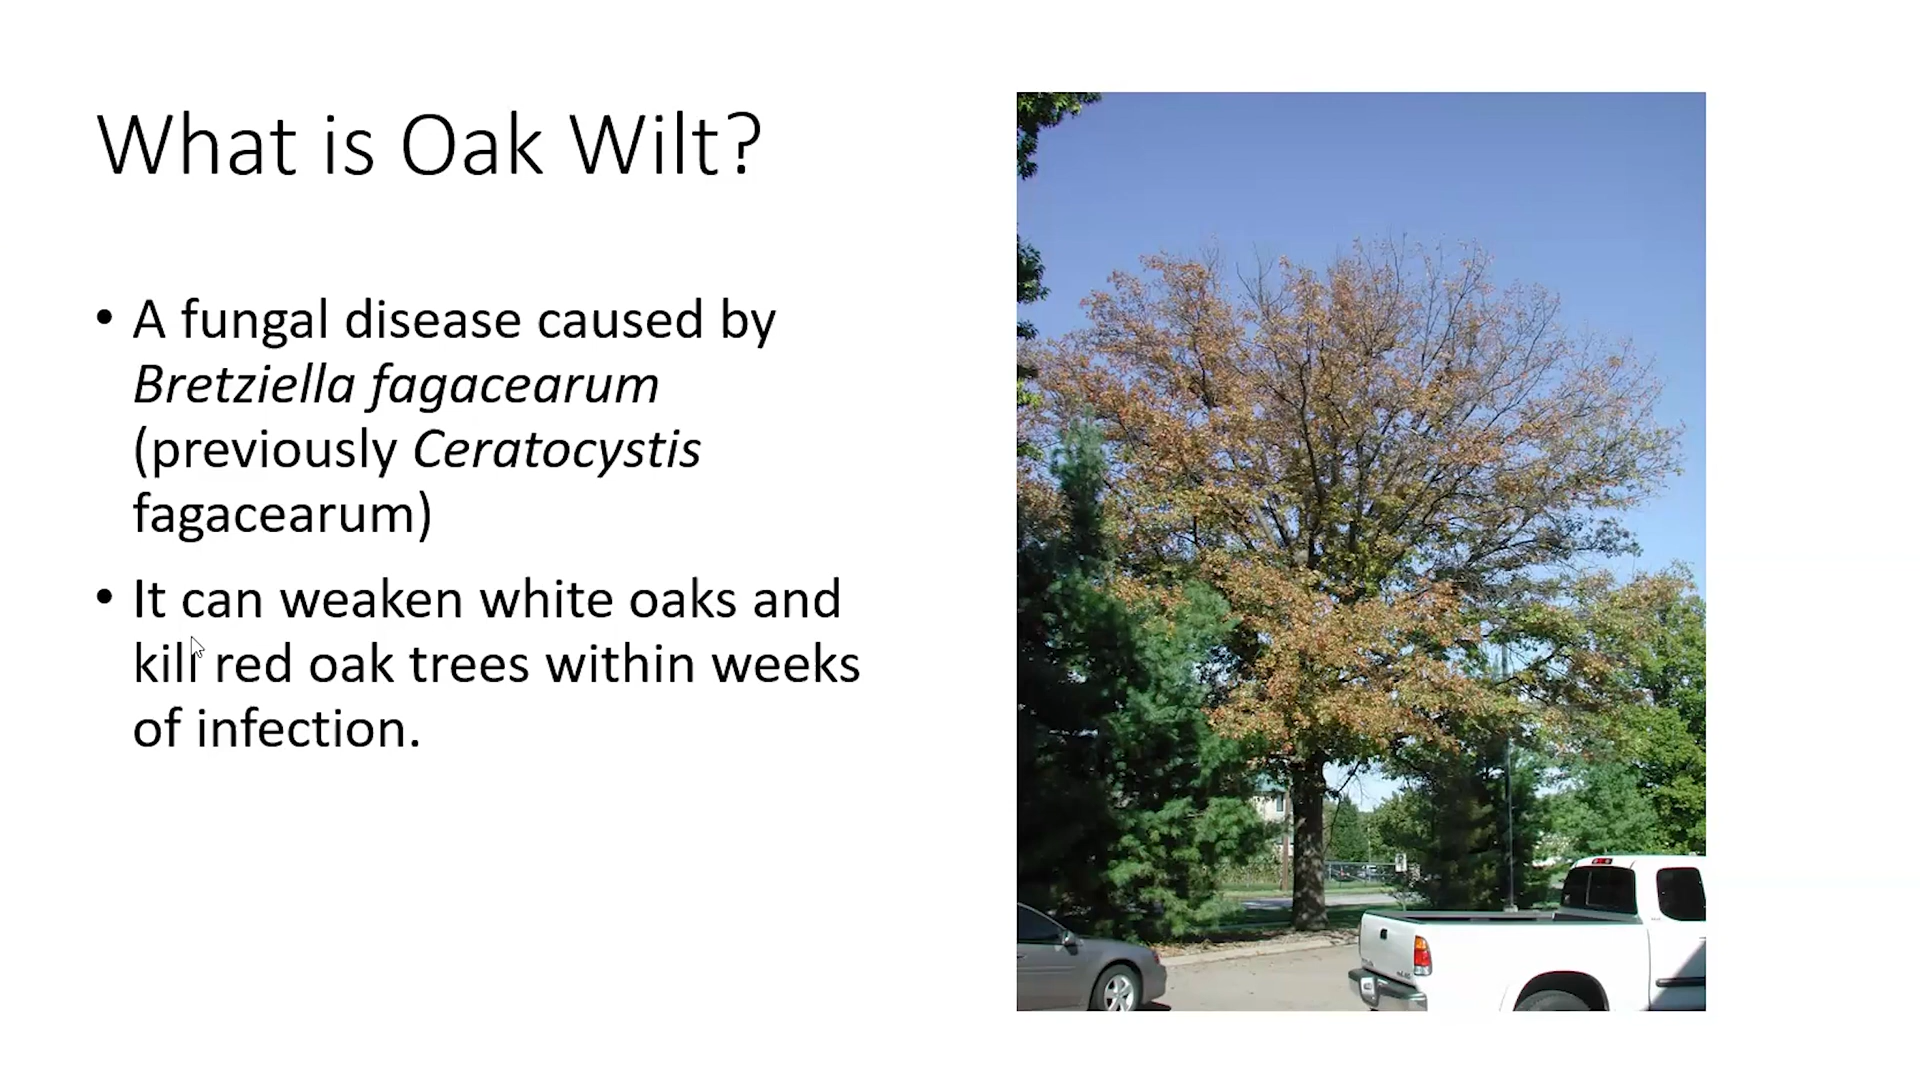 What is Oak Wilt?
• A fungal disease caused by
Bretziella fagacearum
(previously Ceratocystis
fagacearum)
• It can weaken white oaks and
kill red oak trees within weeks
of infection.